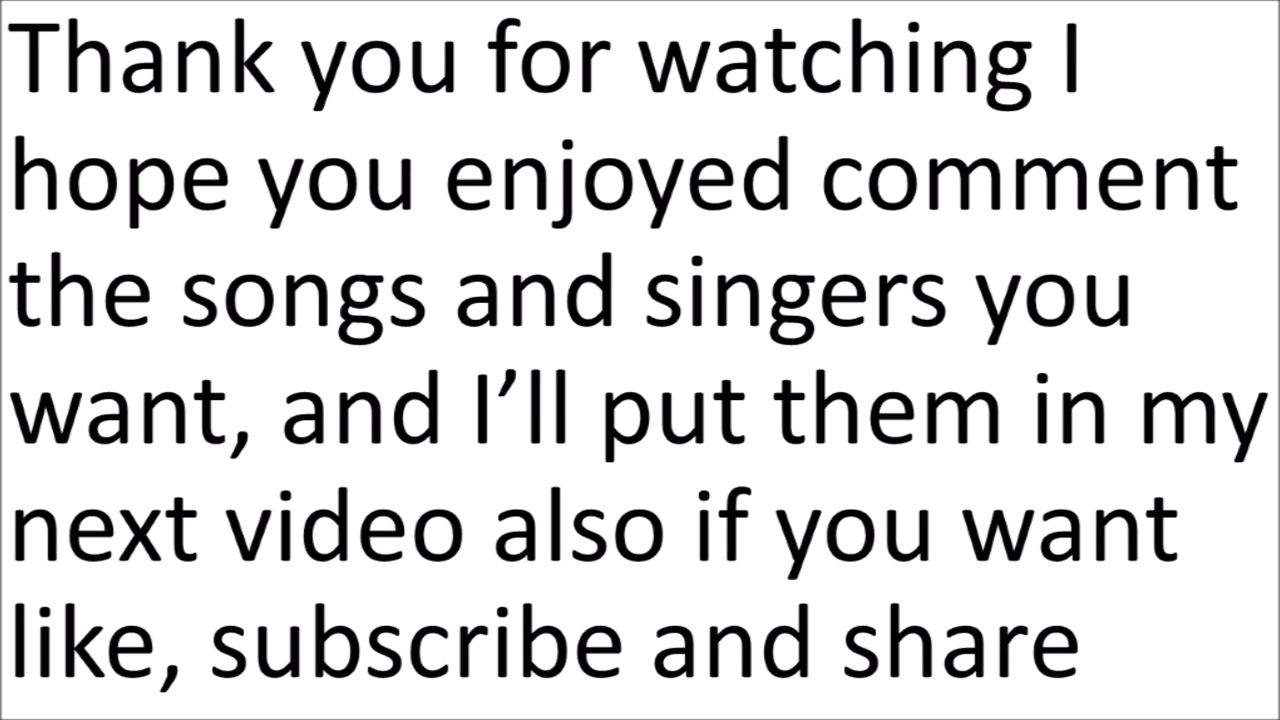 Thank you for watching I
hope you enjoyed comment
the songs and singers you
want, and I’ll put them in my
next video also if you want
like, subscribe and share